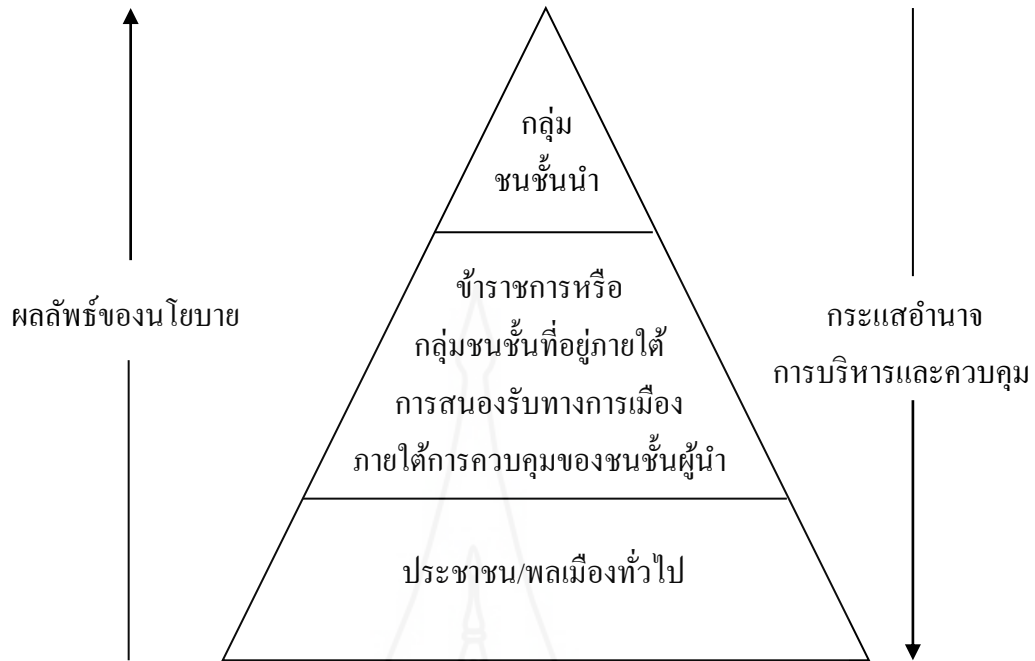 กลุ่ม
ชนชั้นนำ
ข้าราชการหรือ
กลุ่มชนชั้นที่อยู่ภายใต้
การสนองรับทางการเมือง
ภายใต้การควบคุมของชนชั้นผู้นำ
ประชาชน/พลเมืองทั่วไป
ผลลัพธ์ของนโยบาย
กระแสอำนาจ
การบริหารและควบคุม